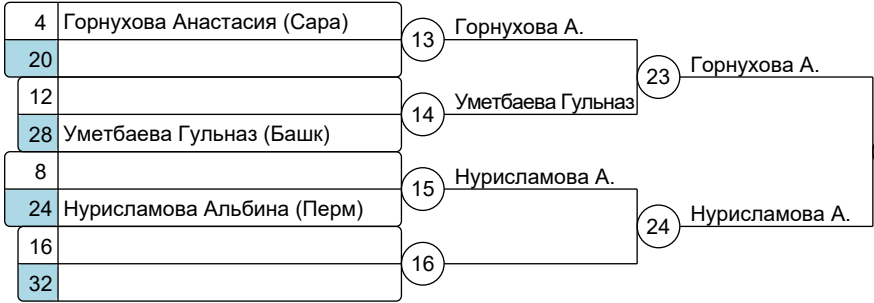 4 Горнухова Анастасия (Сара)
20
13 Горнухова А.
12
28 Уметбаева Гульназ (Башк)
14 Уметбаева Гульназ
23 Горнухова А.
8
24 Нурисламова Альбина (Перм)
15 Нурисламова А.
16
32
16
24 Нурисламова А.